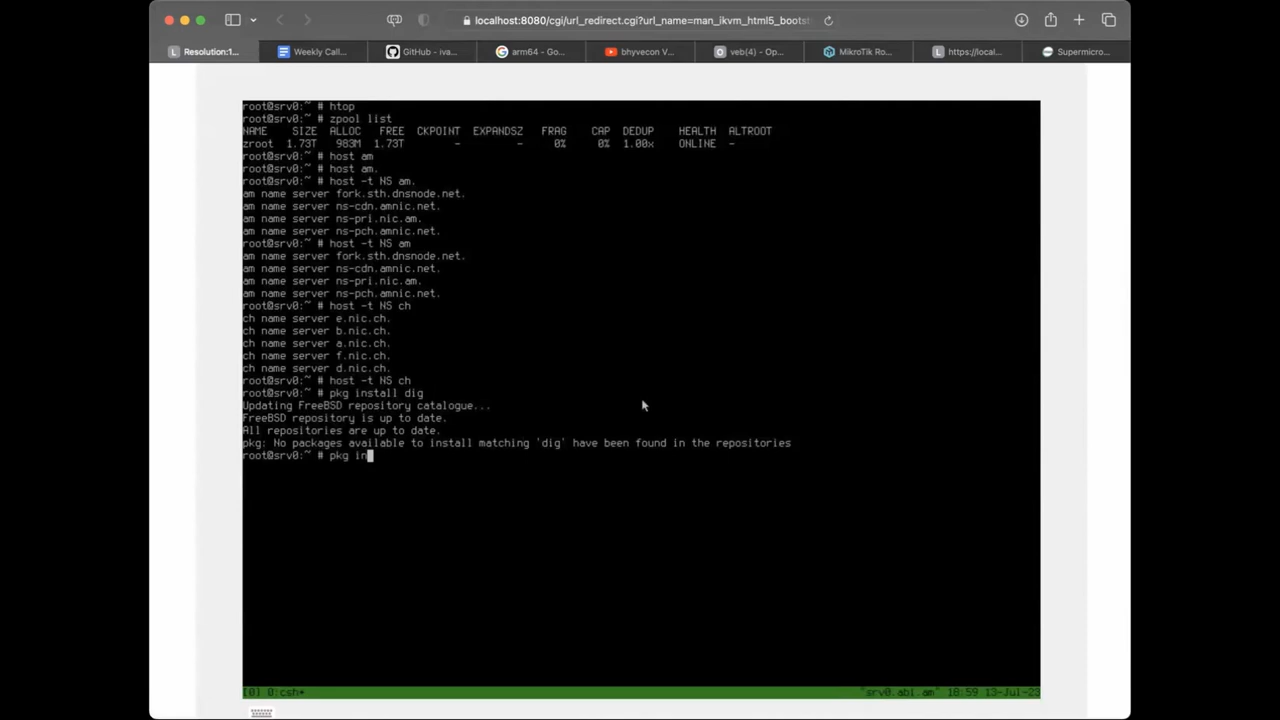 localhost:8080/cgi/url_redirect.cgi?url_name=man_ikvm_html5_bootst
Resolution:1...
Weekly Call...
GitHub - iva...
arm64 - Go...
bhyvecon V...
veb(4) - Op...
MikroTik Ro...
https://local...
Supermicro...
root@srv0:~ # htop
root@srv0:~ # zpool list
NAME SIZE ALLOC FREE CKPOINT EXPANDSZ FRAG CAP DEDUP HEALTH ALTROOT
zroot 1.73T 983M 1.73T - - 0% 0% 1.00x ONLINE -
root@srv0:~ # host am
root@srv0:~ # host am.
root@srv0:~ # host -t NS am.
am name server fork.sth.dnsnode.net.
am name server ns-cdn.amnic.net.
am name server ns-pri.nic.am.
am name server ns-pch.amnic.net.
root@srv0:~ # host -t NS am
am name server fork.sth.dnsnode.net.
am name server ns-cdn.amnic.net.
am name server ns-pri.nic.am.
am name server ns-pch.amnic.net.
root@srv0:~ # host -t NS ch
ch name server e.nic.ch.
ch name server b.nic.ch.
ch name server a.nic.ch.
ch name server f.nic.ch.
ch name server d.nic.ch.
root@srv0:~ # host -t NS ch
root@srv0:~ # pkg install dig
Updating FreeBSD repository catalogue...
FreeBSD repository is up to date.
All repositories are up to date.
pkg: No packages available to install matching 'dig' have been found in the repositories
root@srv0:~ # pkg in
[0] 0:csh* "srv0.abi.am" 18:59 13-Jul-23